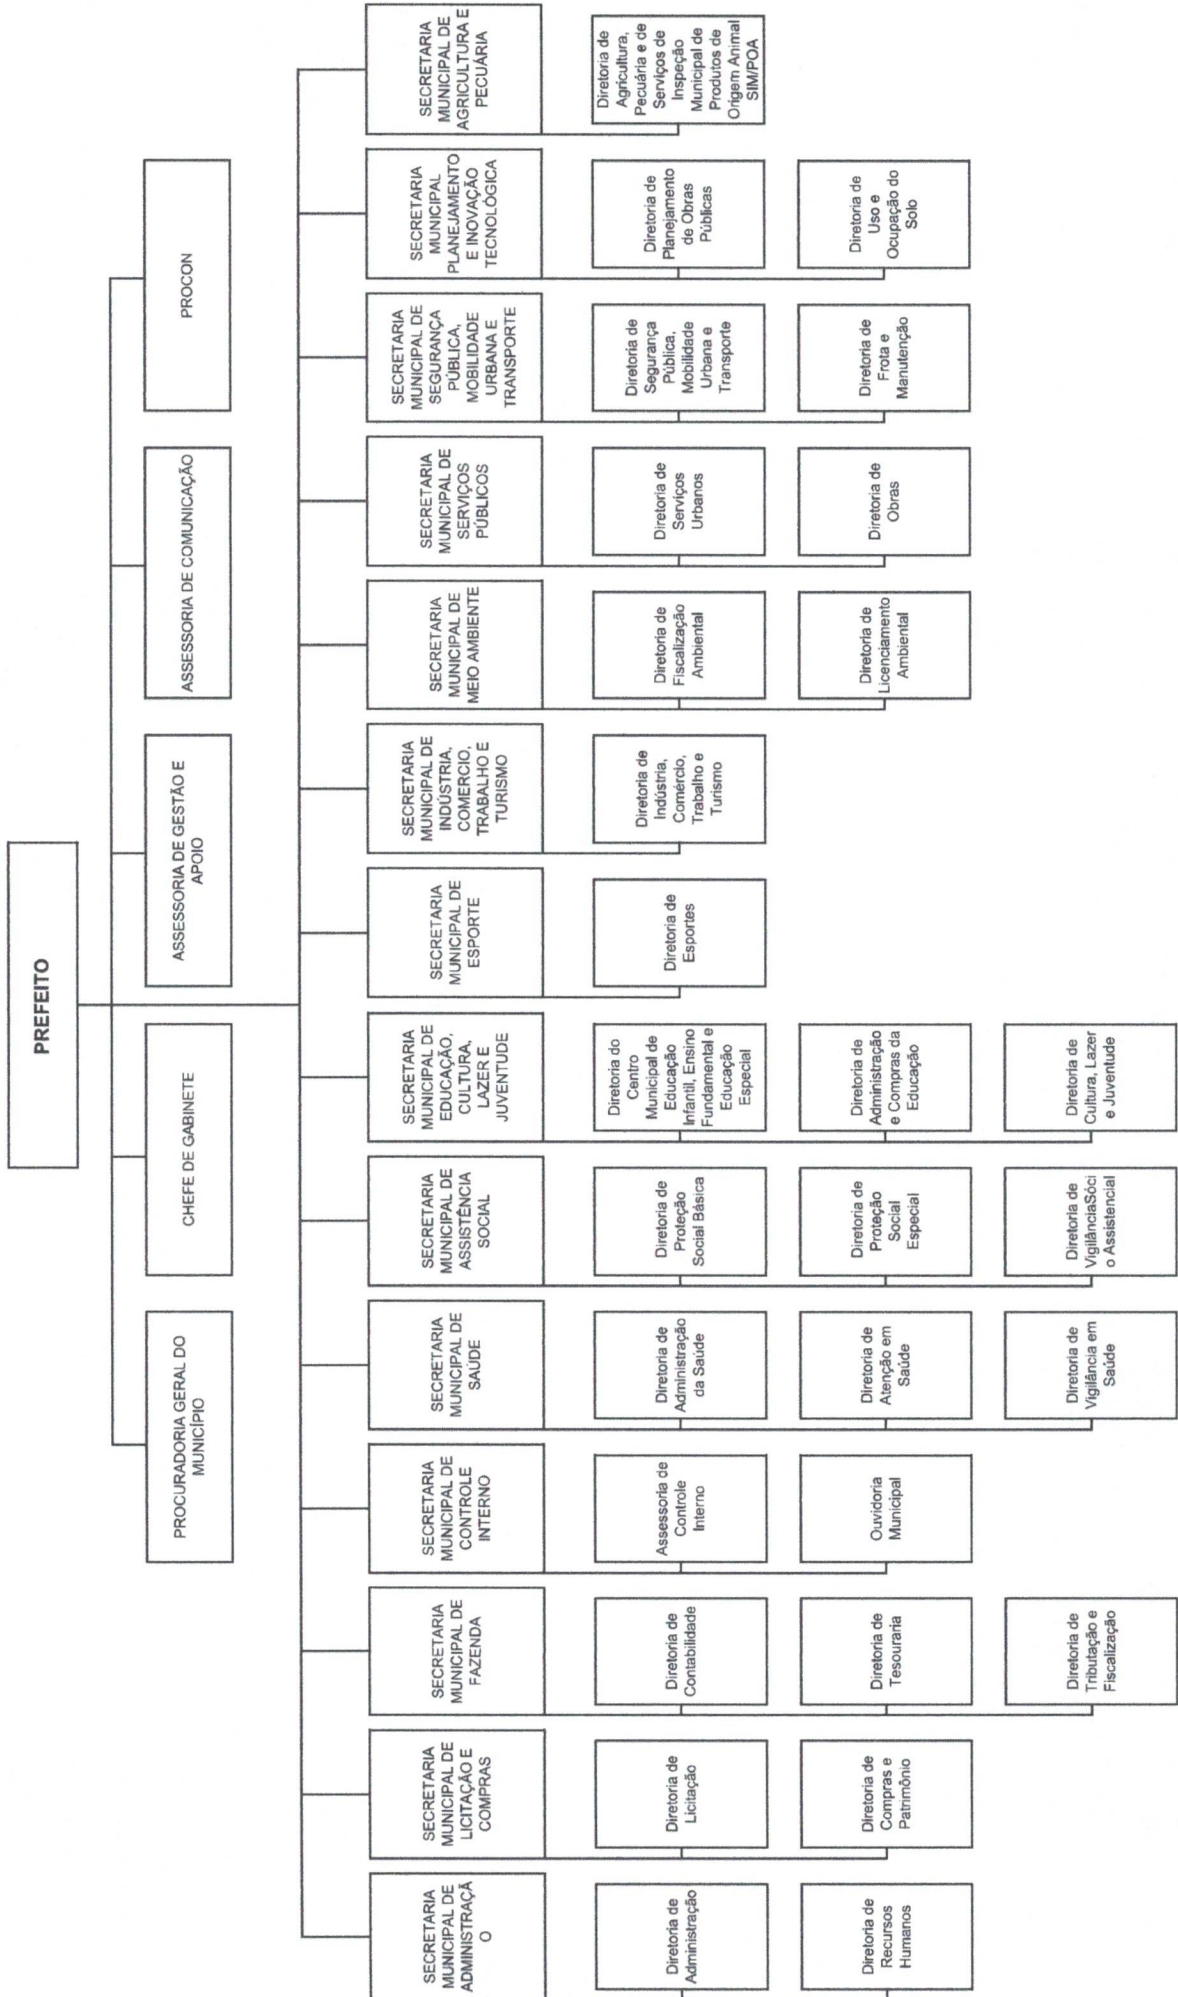 PREFEITO
PROCURADORIA GERAL DO
MUNICÍPIO
CHEFE DE GABINETE
ASSESSORIA DE GESTÃO E
APOIO
ASSESSORIA DE COMUNICAÇÃO
PROCON
SECRETARIA
MUNICIPAL DE
ADMINISTRAÇÃ
O
SECRETARIA
MUNICIPAL DE
LICITAÇÃO E
COMPRAS
SECRETARIA
MUNICIPAL DE
FAZENDA
SECRETARIA
MUNICIPAL DE
CONTROLE
INTERNO
SECRETARIA
MUNICIPAL DE
SAÚDE
SECRETARIA
MUNICIPAL DE
ASSISTÊNCIA
SOCIAL
SECRETARIA
MUNICIPAL DE
EDUCAÇÃO,
CULTURA,
LAZER E
JUVENTUDE
SECRETARIA
MUNICIPAL DE
ESPORTE
SECRETARIA
MUNICIPAL DE
INDÚSTRIA,
COMERCIO,
TRABALHO E
TURISMO
SECRETARIA
MUNICIPAL DE
MEIO AMBIENTE
SECRETARIA
MUNICIPAL DE
SERVIÇOS
PÚBLICOS
SECRETARIA
MUNICIPAL DE
SEGURANÇA
PÚBLICA,
MOBILIDADE
URBANA E
TRANSPORTE
SECRETARIA
MUNICIPAL
PLANEJAMENTO
E INOVAÇÃO
TECNOLÓGICA
SECRETARIA
MUNICIPAL DE
AGRICULTURA E
PECUÁRIA
Diretoria de
Administração
Diretoria de
Licitação
Diretoria de
Contabilidade
Assessoria de
Controle
Interno
Diretoria de
Administração
da Saúde
Diretoria de
Proteção
Social Básica
Diretoria do
Centro
Municipal de
Educação
Infantil, Ensino
Fundamental e
Educação
Especial
Diretoria de
Esportes
Diretoria de
Indústria,
Comércio,
Trabalho e
Turismo
Diretoria de
Fiscalização
Ambiental
Diretoria de
Serviços
Urbanos
Diretoria de
Segurança
Pública,
Mobilidade
Urbana e
Transporte
Diretoria de
Planejamento
de Obras
Públicas
Diretoria de
Agricultura,
Pecuária e de
Serviços de
Inspeção
Municipal de
Produtos de
Origem Animal
SIM/POA
Diretoria de
Recursos
Humanos
Diretoria de
Compras e
Patrimônio
Diretoria de
Tesouraria
Ouvidoria
Municipal
Diretoria de
Atenção em
Saúde
Diretoria de
Proteção
Social
Especial
Diretoria de
Administração
e Compras da
Educação
Diretoria de
Licenciamento
Ambiental
Diretoria de
Obras
Diretoria de
Frota e
Manutenção
Diretoria de
Uso e
Ocupação do
Solo
Diretoria de
Tributação e
Fiscalização
Diretoria de
Vigilância em
Saúde
Diretoria de
VigilânciaSóci
o Assistencial
Diretoria de
Cultura, Lazer
e Juventude